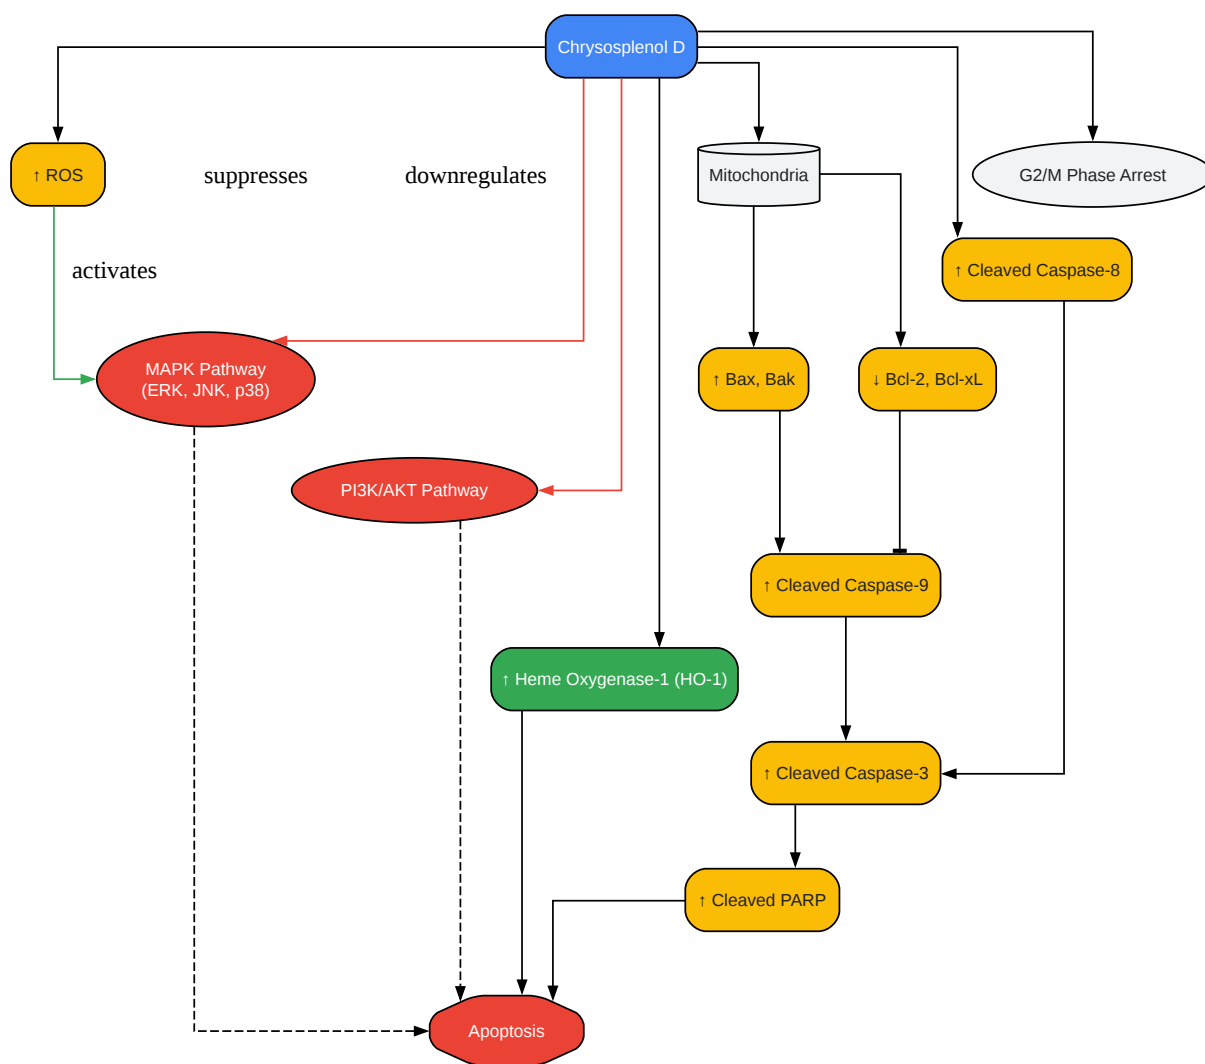 Chrysosplenol D
↑ ROS
suppresses
downregulates
Mitochondria
G2/M Phase Arrest
activates
↑ Cleaved Caspase-8
MAPK Pathway
(ERK, JNK, p38)
↑ Bax, Bak
↓ Bcl-2, Bcl-xL
PI3K/AKT Pathway
↑ Cleaved Caspase-9
↑ Heme Oxygenase-1 (HO-1)
↑ Cleaved Caspase-3
↑ Cleaved PARP
Apoptosis